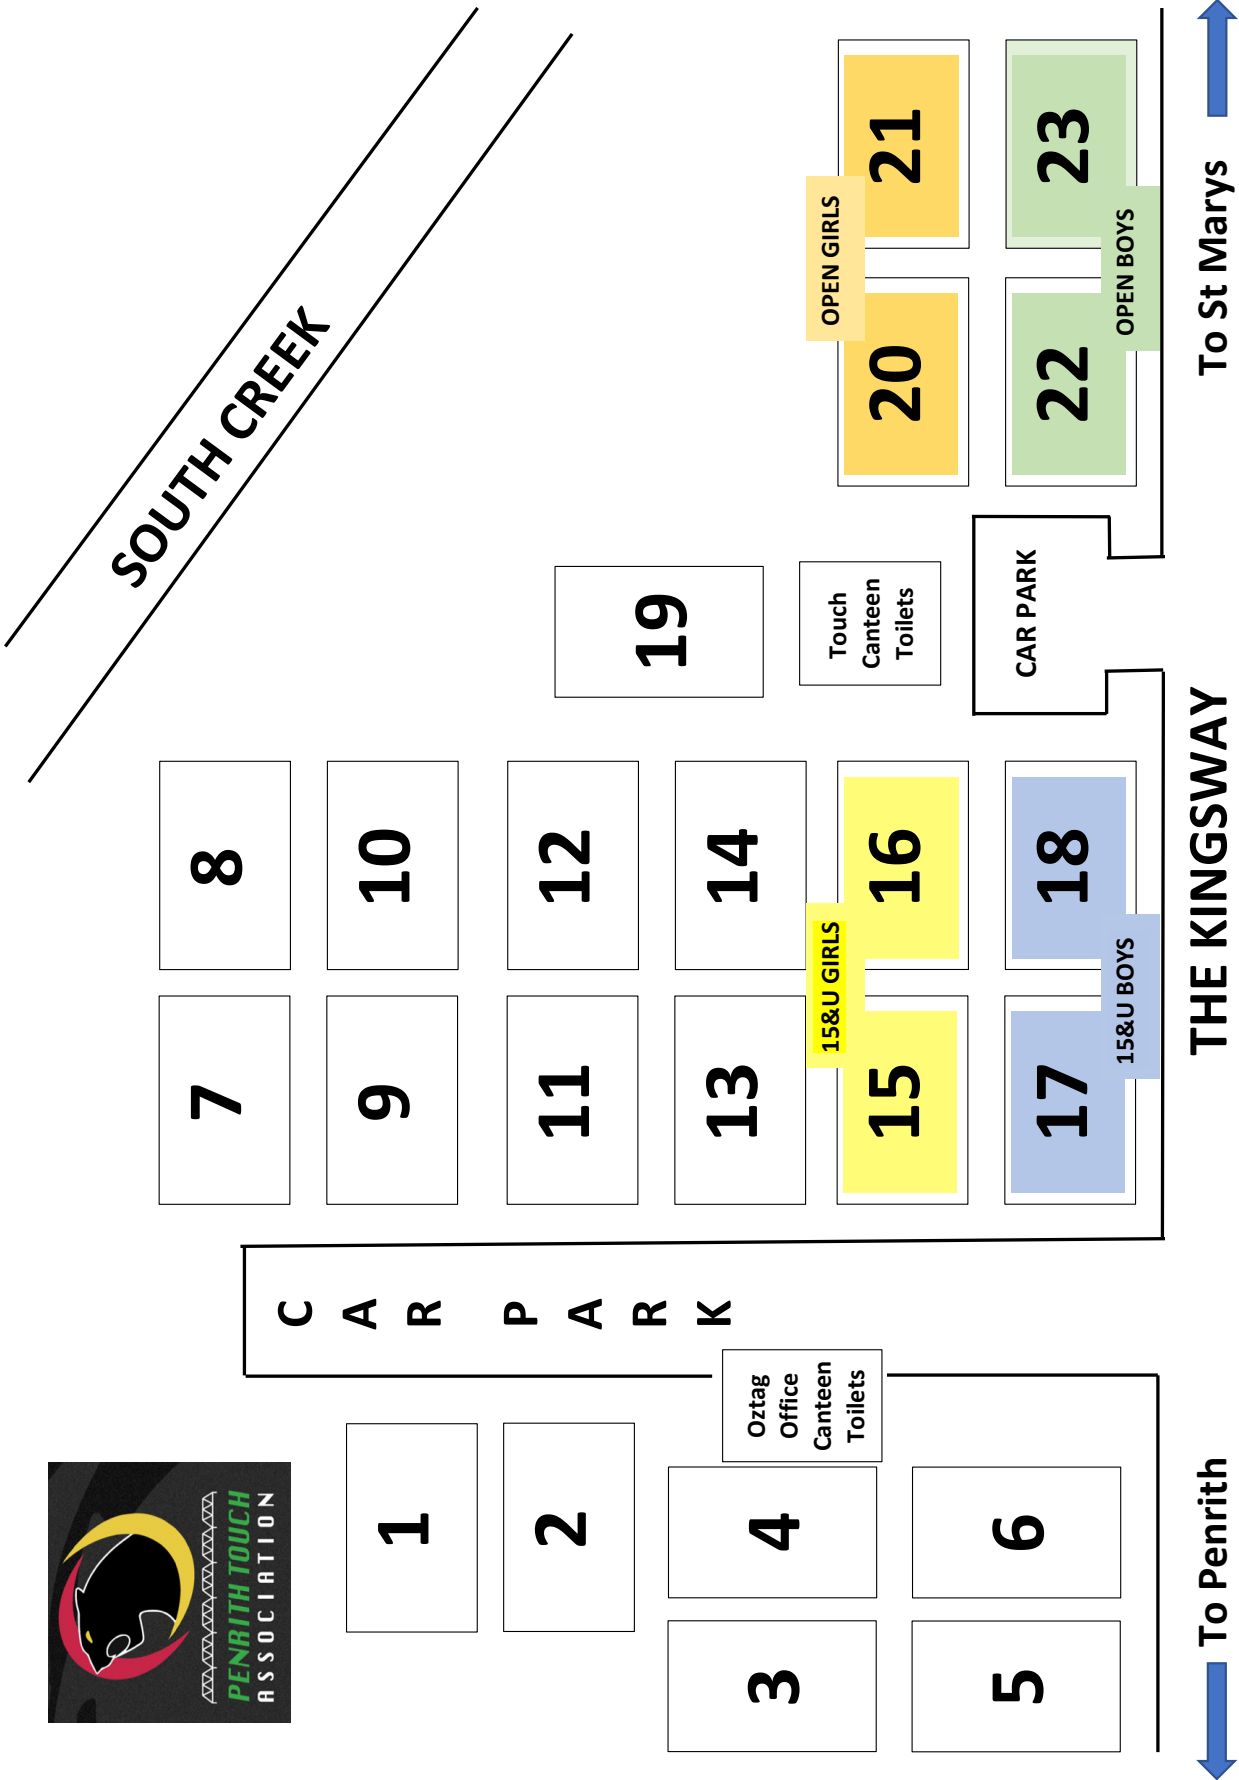 PENRITH TOUCH
ASSOCIATION
SOUTH CREEK
1
2
3
4
5
6
Oztag
Office
Canteen
Toilets
C
A
R
P
A
R
K
7
8
9
10
11
12
13
14
15&U GIRLS
15
16
17
18
15&U BOYS
19
Touch
Canteen
Toilets
CAR PARK
OPEN GIRLS
20
21
22
23
OPEN BOYS
To Penrith
THE KINGSWAY
To St Marys